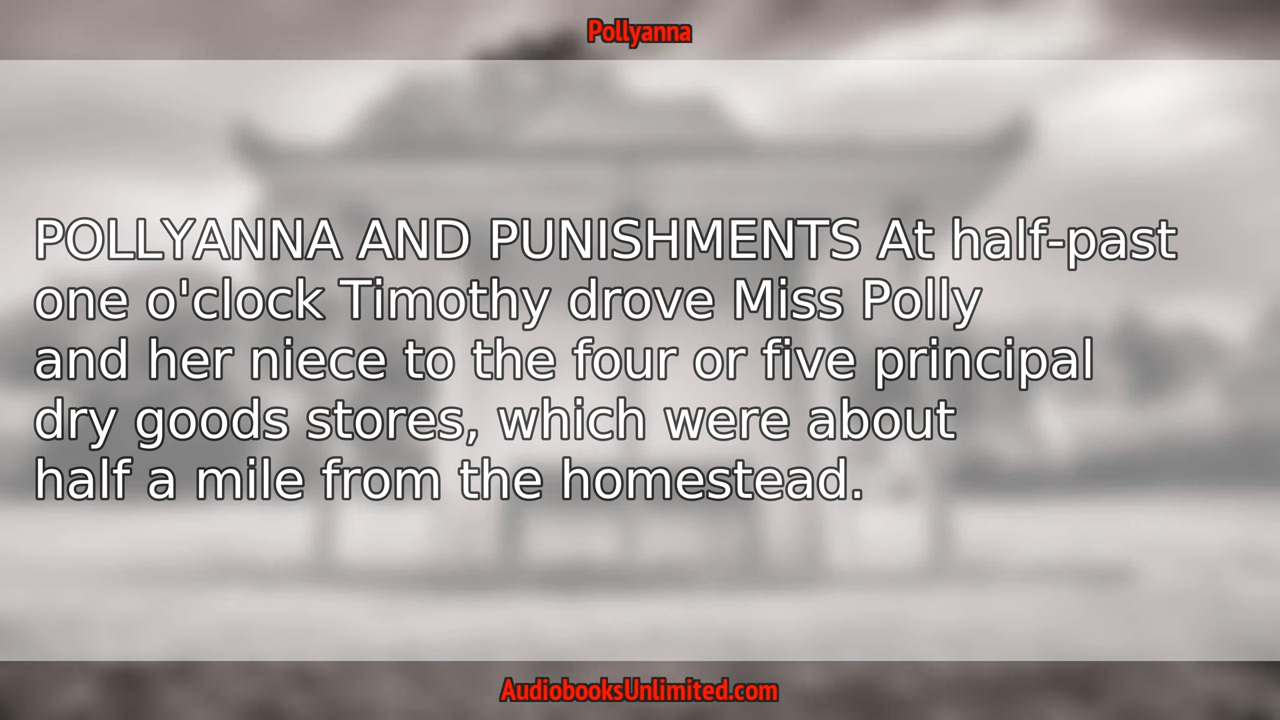 Pollyanna
POLLYANNA AND PUNISHMENTS At half-past
one o'clock Timothy drove Miss Polly
and her niece to the four or five principal
dry goods stores, which were about
half a mile from the homestead.
AudiobooksUnlimited.com